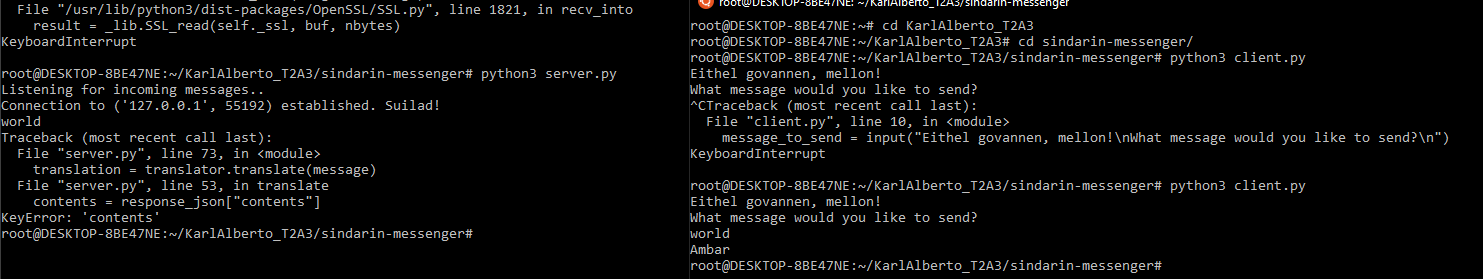 File "/usr/lib/python3/dist-packages/OpenSSL/SSL.py", line 1821, in recv_into
    result = _lib.SSL_read(self._ssl, buf, nbytes)
KeyboardInterrupt
root@DESKTOP-8BE47NE:~/KarlAlberto_T2A3/sindarin-messenger# python3 server.py
Listening for incoming messages..
Connection to ('127.0.0.1', 55192) established. Suilad!
world
Traceback (most recent call last):
  File "server.py", line 73, in <module>
    translation = translator.translate(message)
  File "server.py", line 53, in translate
    contents = response_json["contents"]
KeyError: 'contents'
root@DESKTOP-8BE47NE:~/KarlAlberto_T2A3/sindarin-messenger#
root@DESKTOP-8BE47NE: ~/KarlAlberto_T2A3/sindarin-messenger
root@DESKTOP-8BE47NE:~# cd KarlAlberto_T2A3
root@DESKTOP-8BE47NE:~/KarlAlberto_T2A3# cd sindarin-messenger/
root@DESKTOP-8BE47NE:~/KarlAlberto_T2A3/sindarin-messenger# python3 client.py
Eithel govannen, mellon!
What message would you like to send?
^CTraceback (most recent call last):
  File "client.py", line 10, in <module>
    message_to_send = input("Eithel govannen, mellon!\nWhat message would you like to send?\n")
KeyboardInterrupt
root@DESKTOP-8BE47NE:~/KarlAlberto_T2A3/sindarin-messenger# python3 client.py
Eithel govannen, mellon!
What message would you like to send?
world
Ambar
root@DESKTOP-8BE47NE:~/KarlAlberto_T2A3/sindarin-messenger#